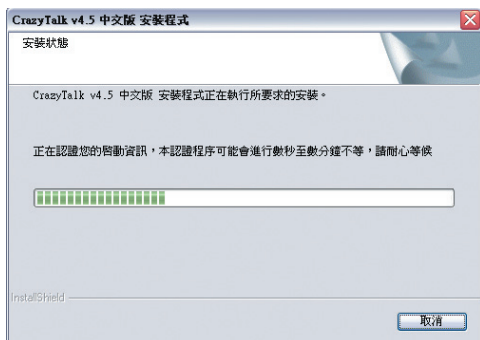 CrazyTalk v4.5 中文版 安裝程式
安裝狀態
CrazyTalk v4.5 中文版 安裝程式正在執行所要求的安裝。
正在認證您的啓動資訊，本認證程序可能會進行數秒至數分鐘不等，請耐心等候
InstallShield
取消